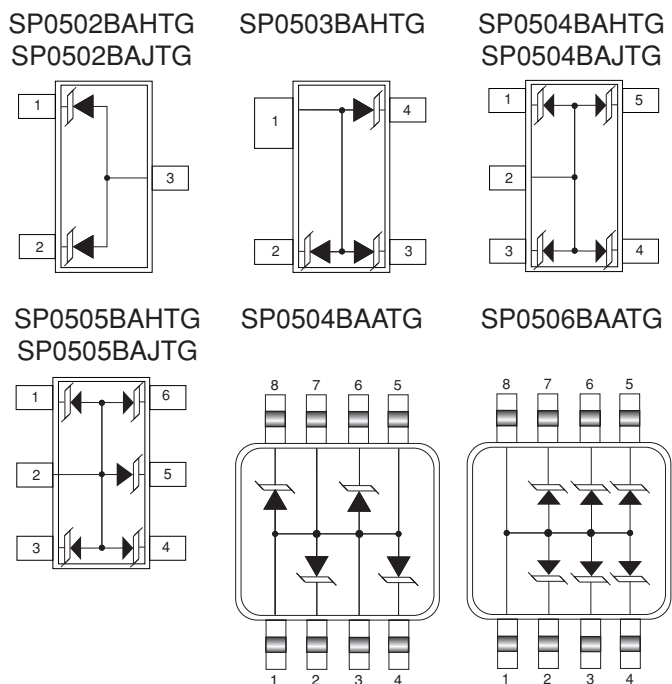 SP0502BAHTG
SP0502BAJTG
SP0503BAHTG
SP0504BAHTG
SP0504BAJTG
1
2
3
1
4
2
3
1
5
2
3
4
SP0505BAHTG
SP0505BAJTG
SP0504BAATG
SP0506BAATG
1
6
2
5
3
4
8 7 6 5
1 2 3 4
8 7 6 5
1 2 3 4